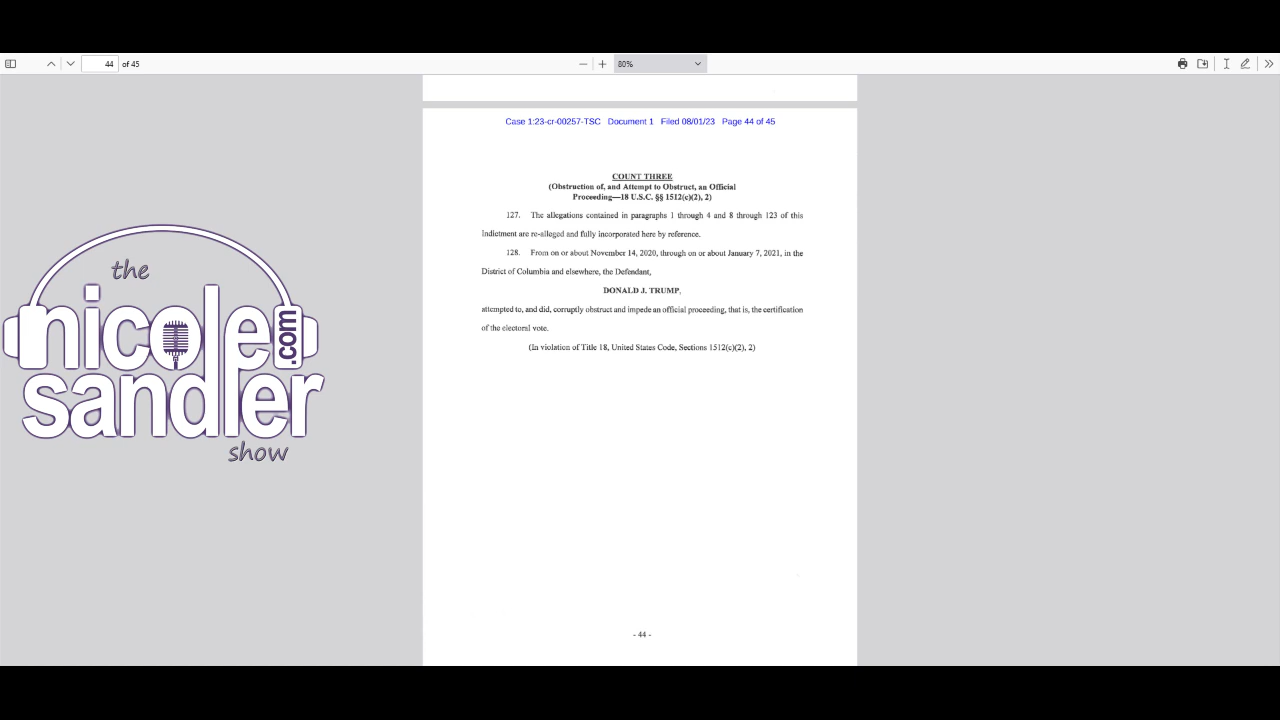 44 of 45
80%
Case 1:23-cr-00257-TSC Document 1 Filed 08/01/23 Page 44 of 45
COUNT THREE
(Obstruction of, and Attempt to Obstruct, an Official
Proceeding—18 U.S.C. §§ 1512(c)(2), 2)
127. The allegations contained in paragraphs 1 through 4 and 8 through 123 of this
Indictment are re-alleged and fully incorporated here by reference.
128. From on or about November 14, 2020, through on or about January 7, 2021, in the
District of Columbia and elsewhere, the Defendant,
DONALD J. TRUMP,
attempted to, and did, corruptly obstruct and impede an official proceeding, that is, the certification
of the electoral vote.
(In violation of Title 18, United States Code, Sections 1512(c)(2), 2)
- 44 -
the
nicole
.com
sandler
show